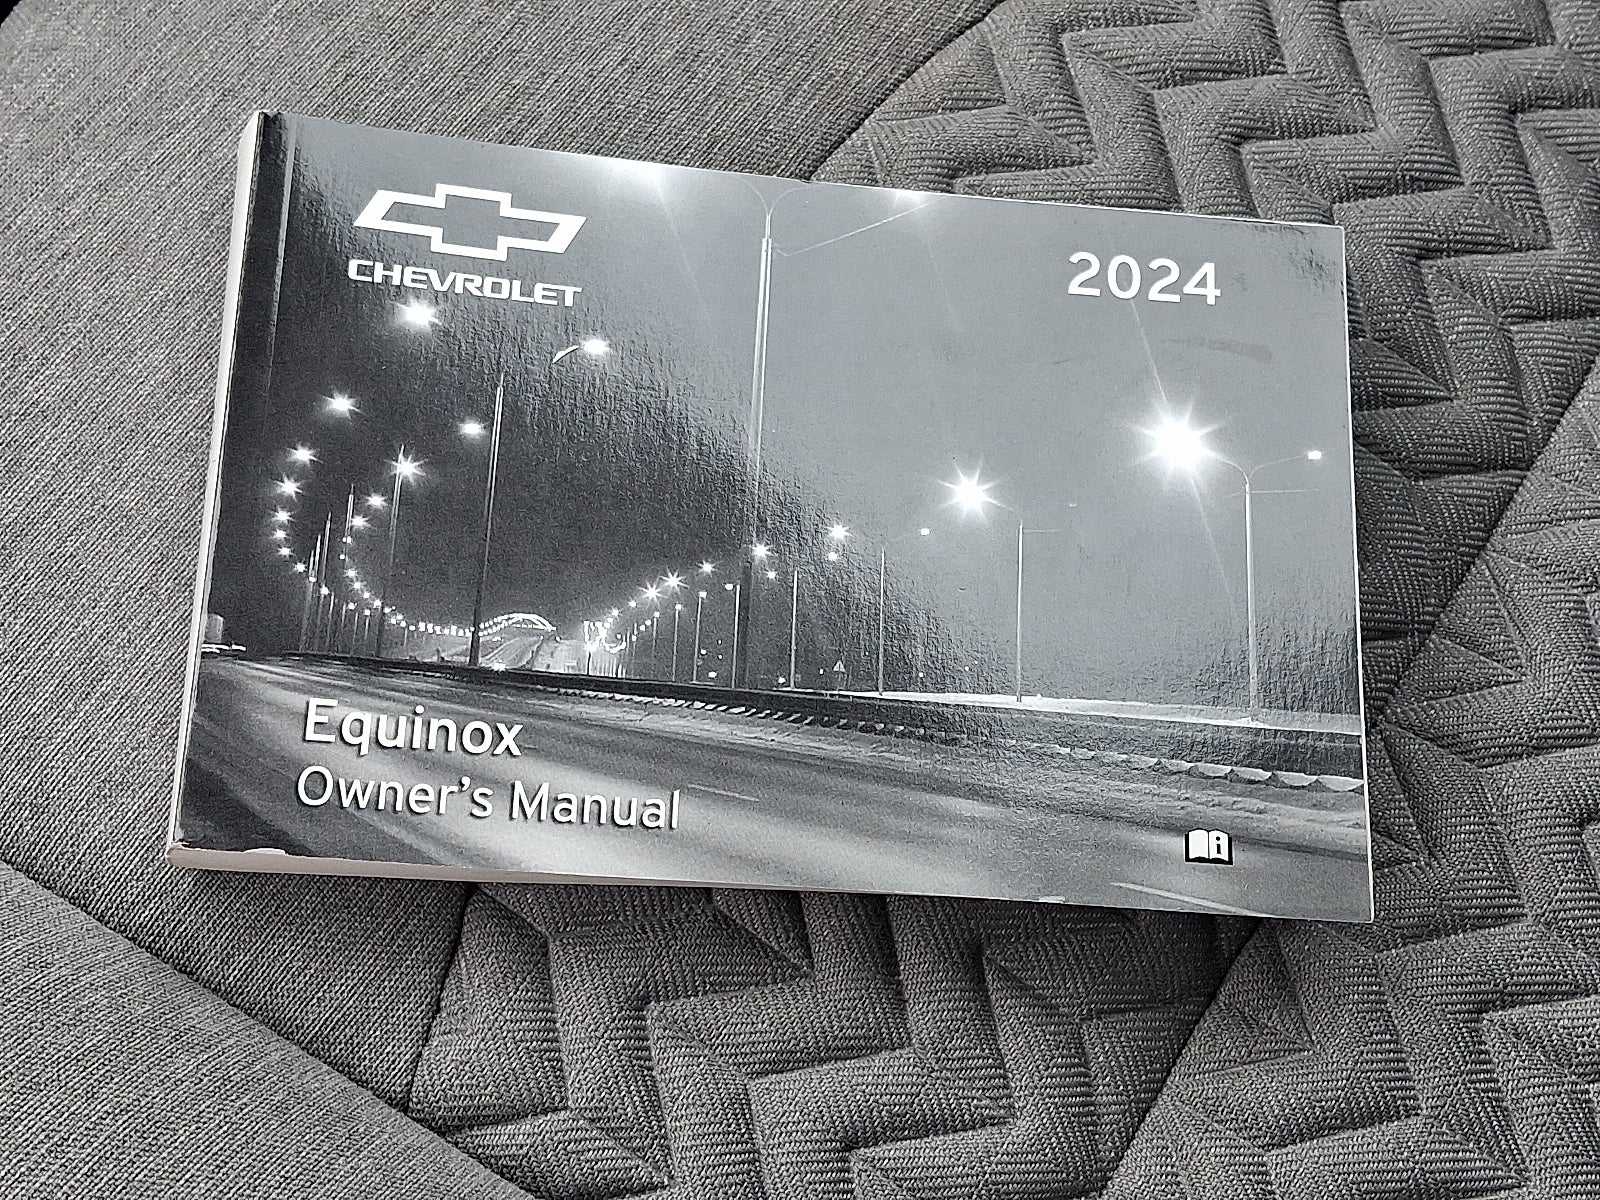 CHEVROLET
2024
Equinox
Owner's Manual
i